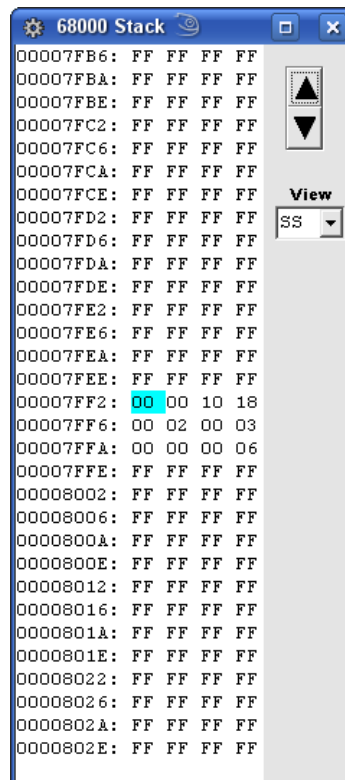 68000 Stack
00007FB6: FF FF FF FF
00007FBA: FF FF FF FF
00007FBE: FF FF FF FF
00007FC2: FF FF FF FF
00007FC6: FF FF FF FF
00007FCA: FF FF FF FF
00007FCE: FF FF FF FF
View
00007FD2: FF FF FF FF
SS
00007FD6: FF FF FF FF
00007FDA: FF FF FF FF
00007FDE: FF FF FF FF
00007FE2: FF FF FF FF
00007FE6: FF FF FF FF
00007FEA: FF FF FF FF
00007FEE: FF FF FF FF
00007FF2: 00 00 10 18
00007FF6: 00 02 00 03
00007FFA: 00 00 00 06
00007FFE: FF FF FF FF
00008002: FF FF FF FF
00008006: FF FF FF FF
0000800A: FF FF FF FF
0000800E: FF FF FF FF
00008012: FF FF FF FF
00008016: FF FF FF FF
0000801A: FF FF FF FF
0000801E: FF FF FF FF
00008022: FF FF FF FF
00008026: FF FF FF FF
0000802A: FF FF FF FF
0000802E: FF FF FF FF